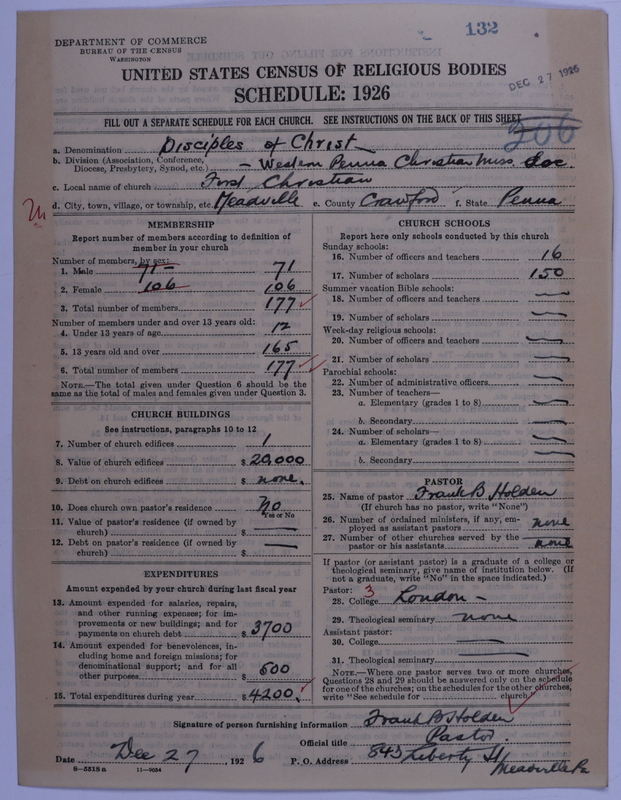 132
DEPARTMENT OF COMMERCE
BUREAU OF THE CENSUS
WASHINGTON
UNITED STATES CENSUS OF RELIGIOUS BODIES
DEC 27 1926
SCHEDULE: 1926
FILL OUT A SEPARATE SCHEDULE FOR EACH CHURCH. SEE INSTRUCTIONS ON THE BACK OF THIS SHEET
206
a. Denomination Disciples of Christ
b. Division (Association, Conference, Diocese, Presbytery, Synod, etc.) - Western Penna Christian Miss. Soc.
c. Local name of church First Christian
d. City, town, village, or township, etc. Meadville e. County Crawford f. State Penna
MEMBERSHIP
Report number of members according to definition of member in your church
Number of members, by sex:
1. Male 71 - 71
2. Female 106 106
3. Total number of members 177
Number of members under and over 13 years old:
4. Under 13 years of age 12
5. 13 years old and over 165
6. Total number of members 177
NOTE.—The total given under Question 6 should be the same as the total of males and females given under Question 3.
CHURCH BUILDINGS
See instructions, paragraphs 10 to 12
7. Number of church edifices 1
8. Value of church edifices $ 20,000
9. Debt on church edifices $ none.
10. Does church own pastor's residence? No
Yes or No
11. Value of pastor's residence (if owned by church) $ —
12. Debt on pastor's residence (if owned by church) $ —
EXPENDITURES
Amount expended by your church during last fiscal year
13. Amount expended for salaries, repairs, and other running expenses; for improvements or new buildings; and for payments on church debt $ 3700
14. Amount expended for benevolences, including home and foreign missions; for denominational support; and for all other purposes $ 500
15. Total expenditures during year $ 4200.
CHURCH SCHOOLS
Report here only schools conducted by this church
Sunday schools:
16. Number of officers and teachers 16
17. Number of scholars 150
Summer vacation Bible schools:
18. Number of officers and teachers —
19. Number of scholars —
Week-day religious schools:
20. Number of officers and teachers —
21. Number of scholars —
Parochial schools:
22. Number of administrative officers —
23. Number of teachers—
a. Elementary (grades 1 to 8) —
b. Secondary —
24. Number of scholars—
a. Elementary (grades 1 to 8) —
b. Secondary —
PASTOR
25. Name of pastor Frank B Holden
(If church has no pastor, write "None")
26. Number of ordained ministers, if any, employed as assistant pastors none
27. Number of other churches served by the pastor or his assistants none
If pastor (or assistant pastor) is a graduate of a college or theological seminary, give name of institution below. (If not a graduate, write "No" in the space indicated.)
Pastor: 3
28. College London -
29. Theological seminary none
Assistant pastor:
30. College —
31. Theological seminary —
NOTE.—Where one pastor serves two or more churches, Questions 28 and 29 should be answered only on the schedule for one of the churches; on the schedules for the other churches, write "See schedule for church."
Signature of person furnishing information Frank B Holden
Official title Pastor
Date Dec 27, 1926 P. O. Address 845 Liberty St
Meadville Pa
8—5518 a 11—9054